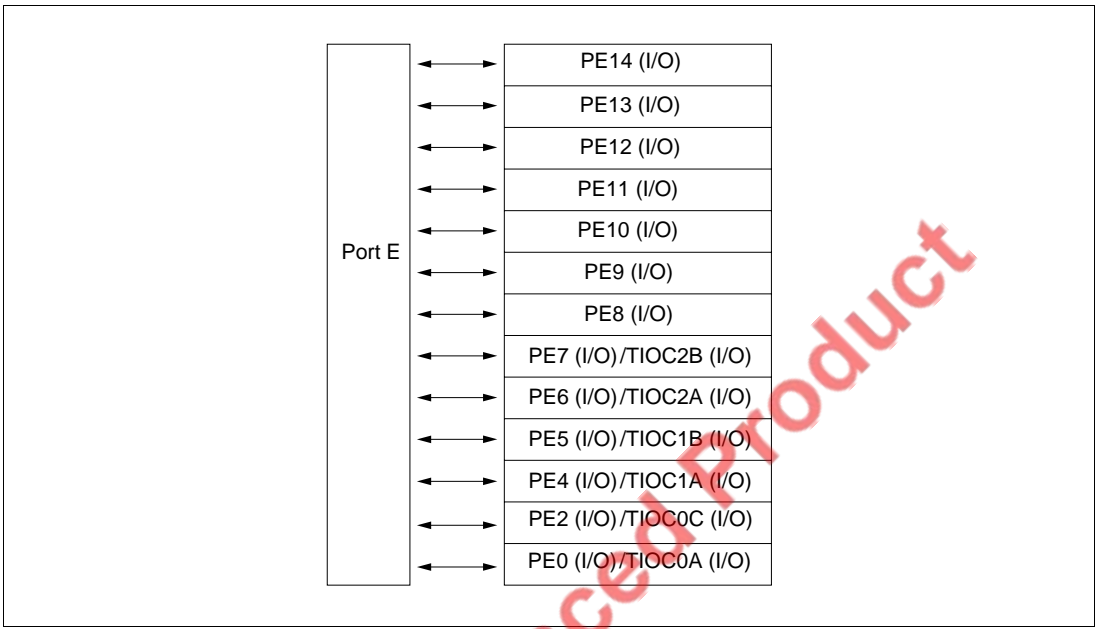 Port E
PE14 (I/O)
PE13 (I/O)
PE12 (I/O)
PE11 (I/O)
PE10 (I/O)
PE9 (I/O)
PE8 (I/O)
PE7 (I/O)/TIOC2B (I/O)
PE6 (I/O)/TIOC2A (I/O)
PE5 (I/O)/TIOC1B (I/O)
PE4 (I/O)/TIOC1A (I/O)
PE2 (I/O)/TIOC0C (I/O)
PE0 (I/O)/TIOC0A (I/O)
Product